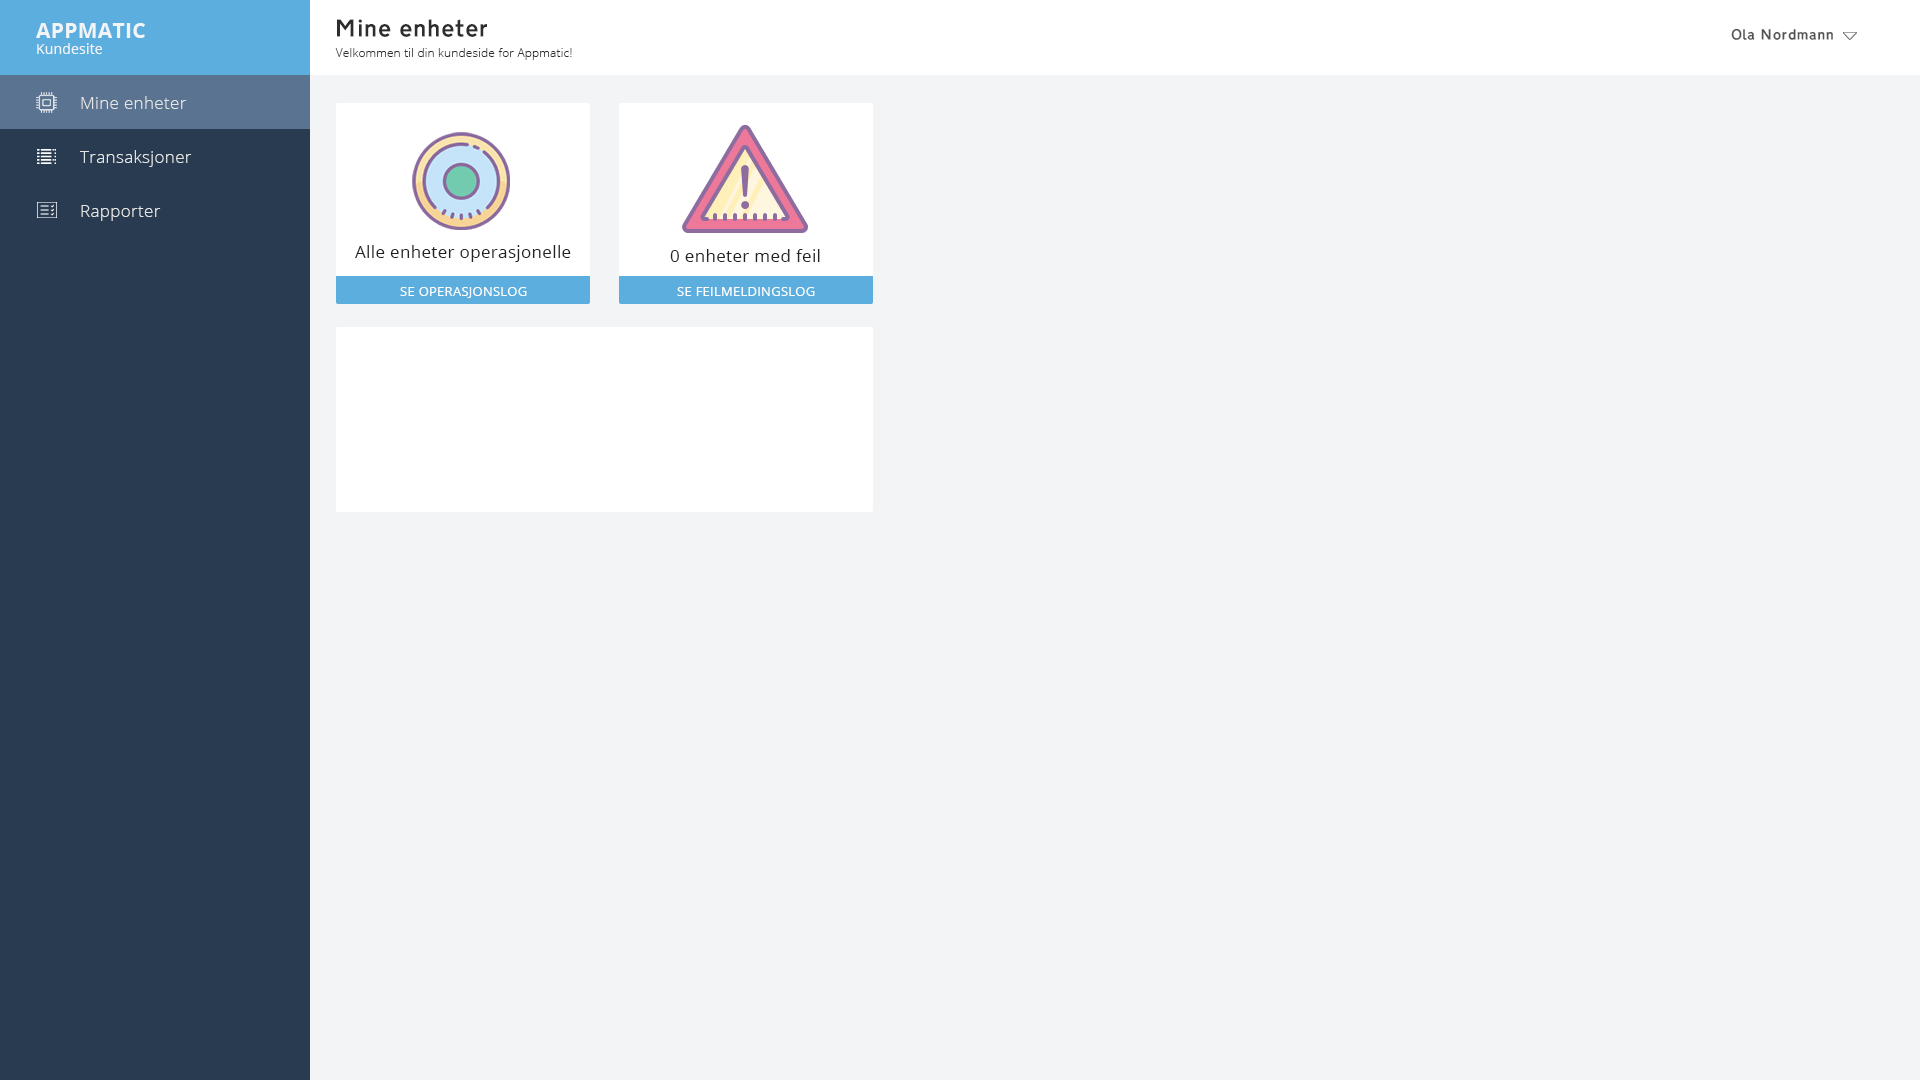 APPMATIC
Kundesite
Mine enheter
Transaksjoner
Rapporter
Mine enheter
Velkommen til din kundeside for Appmatic!
Ola Nordmann
Alle enheter operasjonelle
SE OPERASJONSLOG
0 enheter med feil
SE FEILMELDINGSLOG